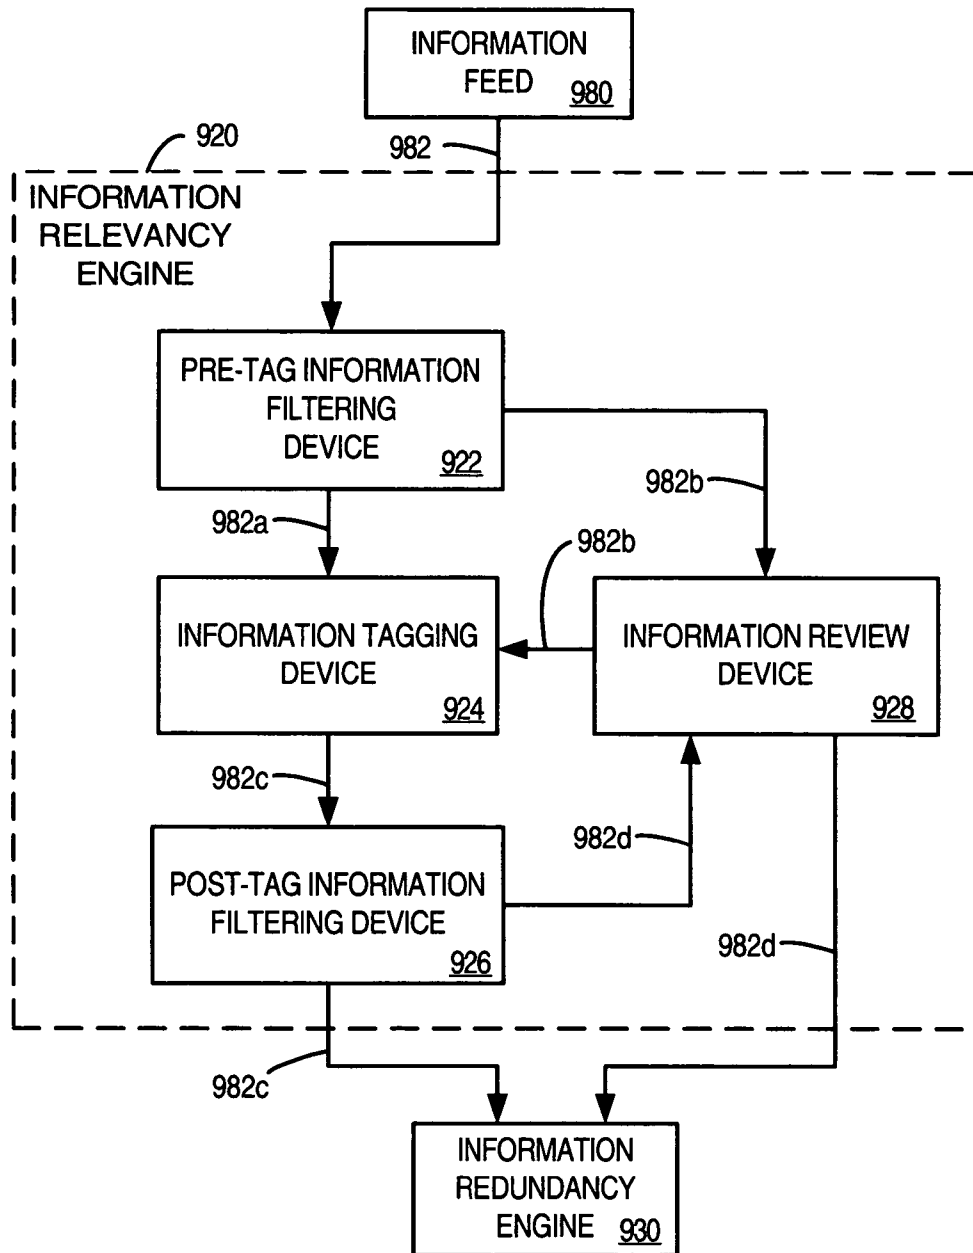 INFORMATION
FEED
980
920
982
INFORMATION
RELEVANCY
ENGINE
PRE-TAG INFORMATION
FILTERING
DEVICE
922
982b
982a
982b
INFORMATION TAGGING
DEVICE
924
INFORMATION REVIEW
DEVICE
928
982c
982d
POST-TAG INFORMATION
FILTERING DEVICE
926
982d
982c
INFORMATION
REDUNDANCY
ENGINE
930